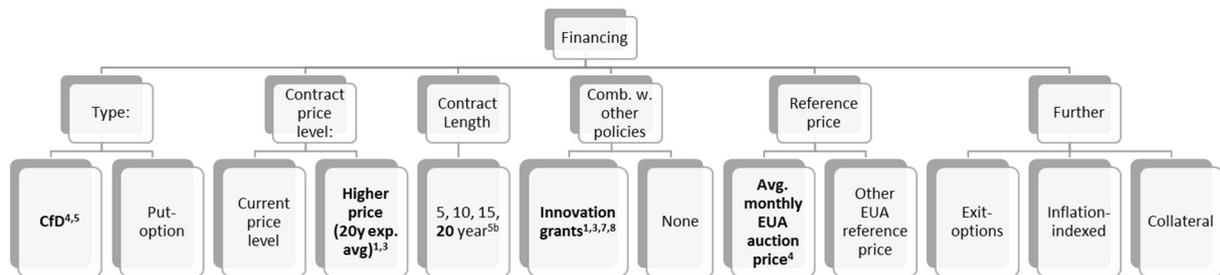 Financing
Type:
Contract
price
level:
Contract
Length
Comb. w.
other
policies
Reference
price
Further
CfD4,5
Put-
option
Current
price
level
Higher
price
(20y exp.
avg)1,3
5, 10, 15,
20 year5b
Innovation
grants1,3,7,8
None
Avg.
monthly
EUA
auction
price4
Other
EUA
reference
price
Exit-
options
Inflation-
indexed
Collateral